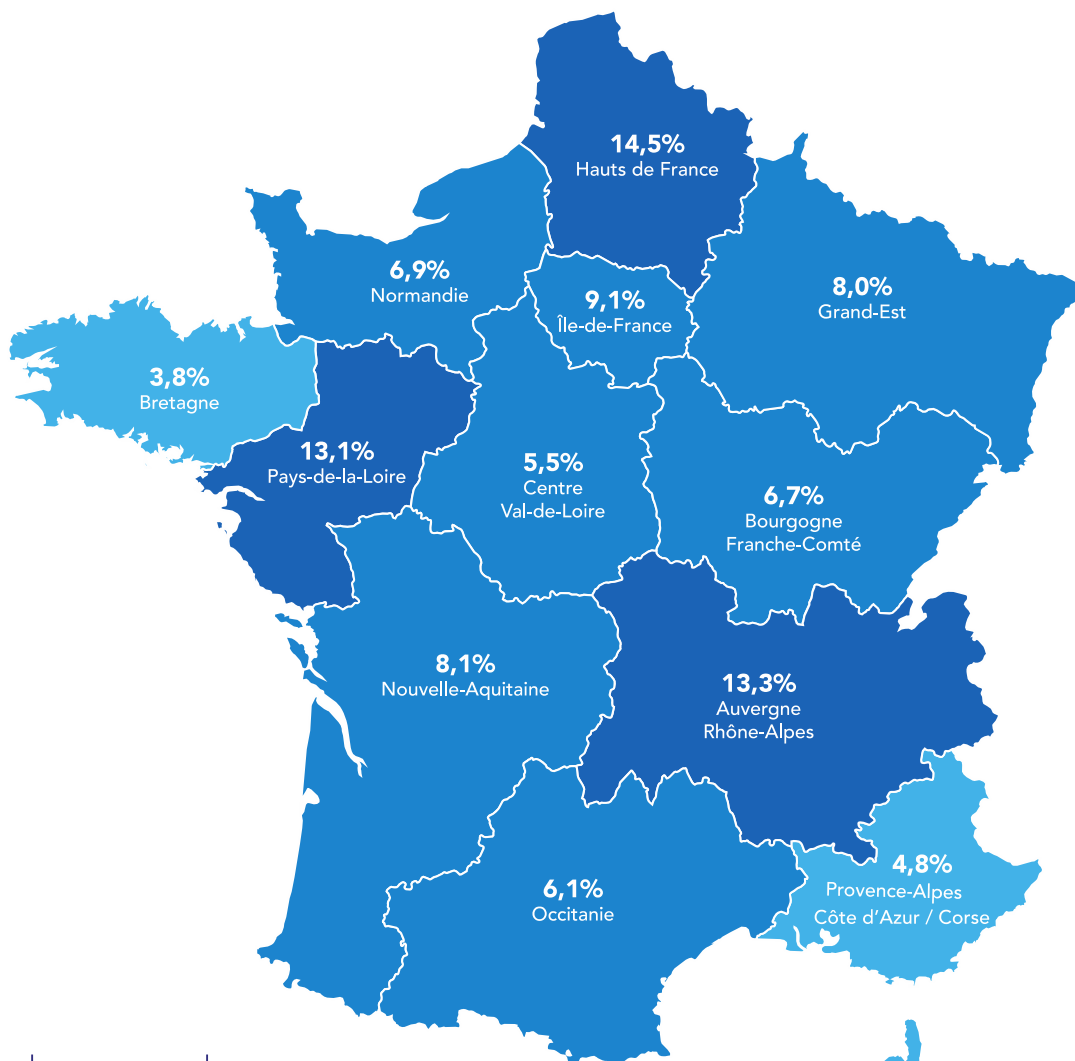 14,5%
Hauts de France
6,9%
Normandie
9,1%
Île-de-France
8,0%
Grand-Est
3,8%
Bretagne
13,1%
Pays-de-la-Loire
5,5%
Centre
Val-de-Loire
6,7%
Bourgogne
Franche-Comté
8,1%
Nouvelle-Aquitaine
13,3%
Auvergne
Rhône-Alpes
4,8%
Provence-Alpes
Côte d'Azur / Corse
6,1%
Occitanie